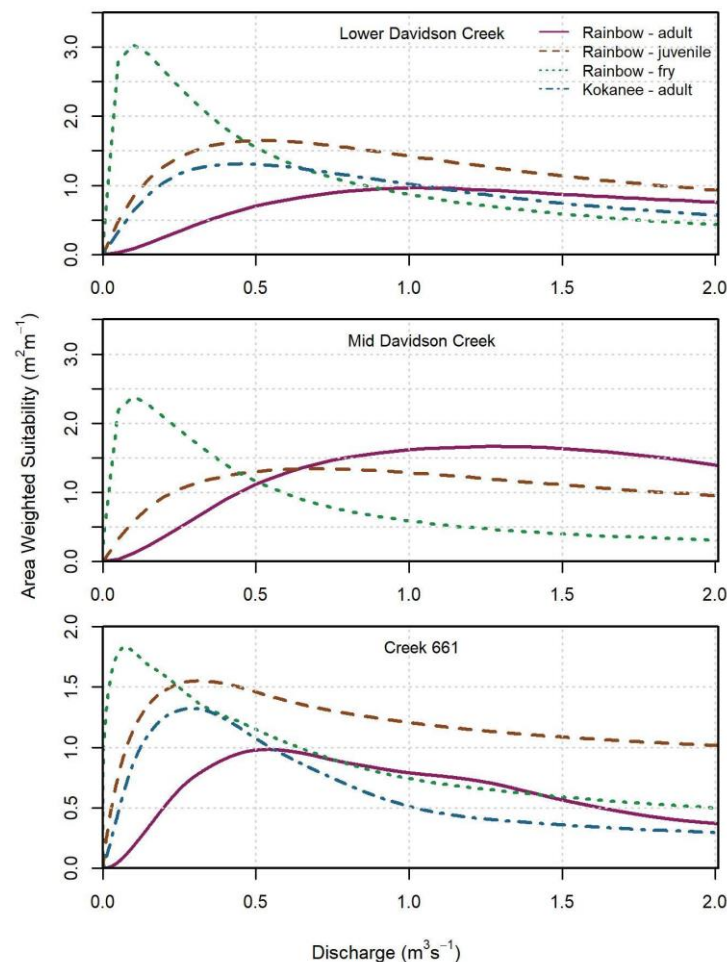 Lower Davidson Creek
Rainbow - adult
Rainbow - juvenile
Rainbow - fry
Kokanee - adult
3.0
2.0
1.0
0.0
0.0 0.5 1.0 1.5 2.0
Mid Davidson Creek
3.0
2.0
1.0
0.0
0.0 0.5 1.0 1.5 2.0
Area Weighted Suitability (m²m⁻¹)
Creek 661
2.0
1.5
1.0
0.5
0.0
0.0 0.5 1.0 1.5 2.0
Discharge (m³s⁻¹)